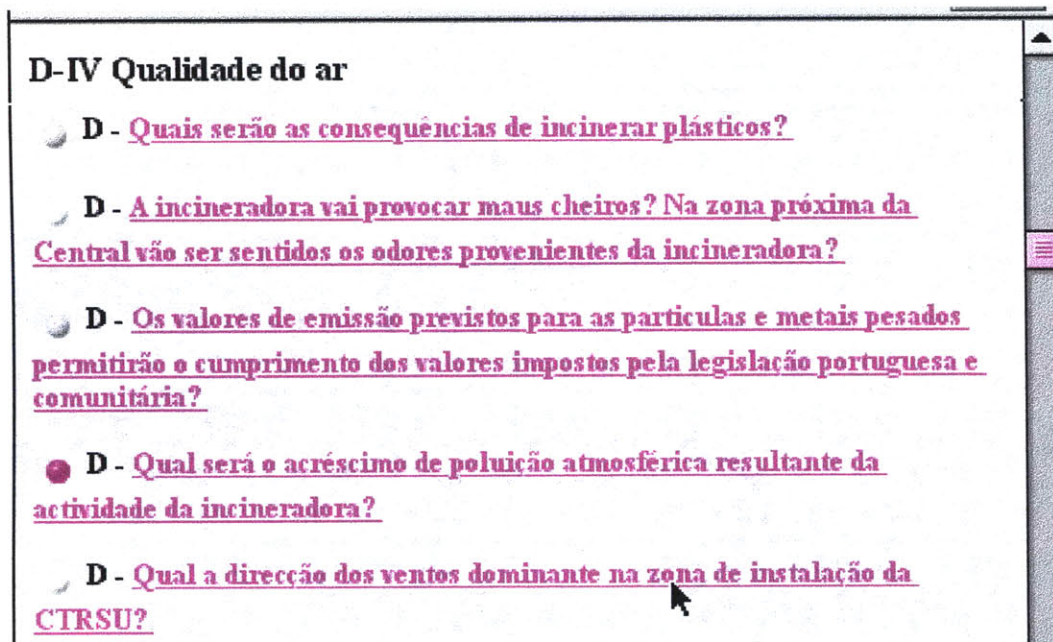 D-IV Qualidade do ar
D - Quais serão as consequências de incinerar plásticos?
D - A incineradora vai provocar maus cheiros? Na zona próxima da
Central vão ser sentidos os odores provenientes da incineradora?
D - Os valores de emissão previstos para as particulas e metais pesados
permitirão o cumprimento dos valores impostos pela legislação portuguesa e
comunitária?
D - Qual será o acréscimo de poluição atmosférica resultante da
actividade da incineradora?
D - Qual a direcção dos ventos dominante na zona de instalação da
CTRSU?